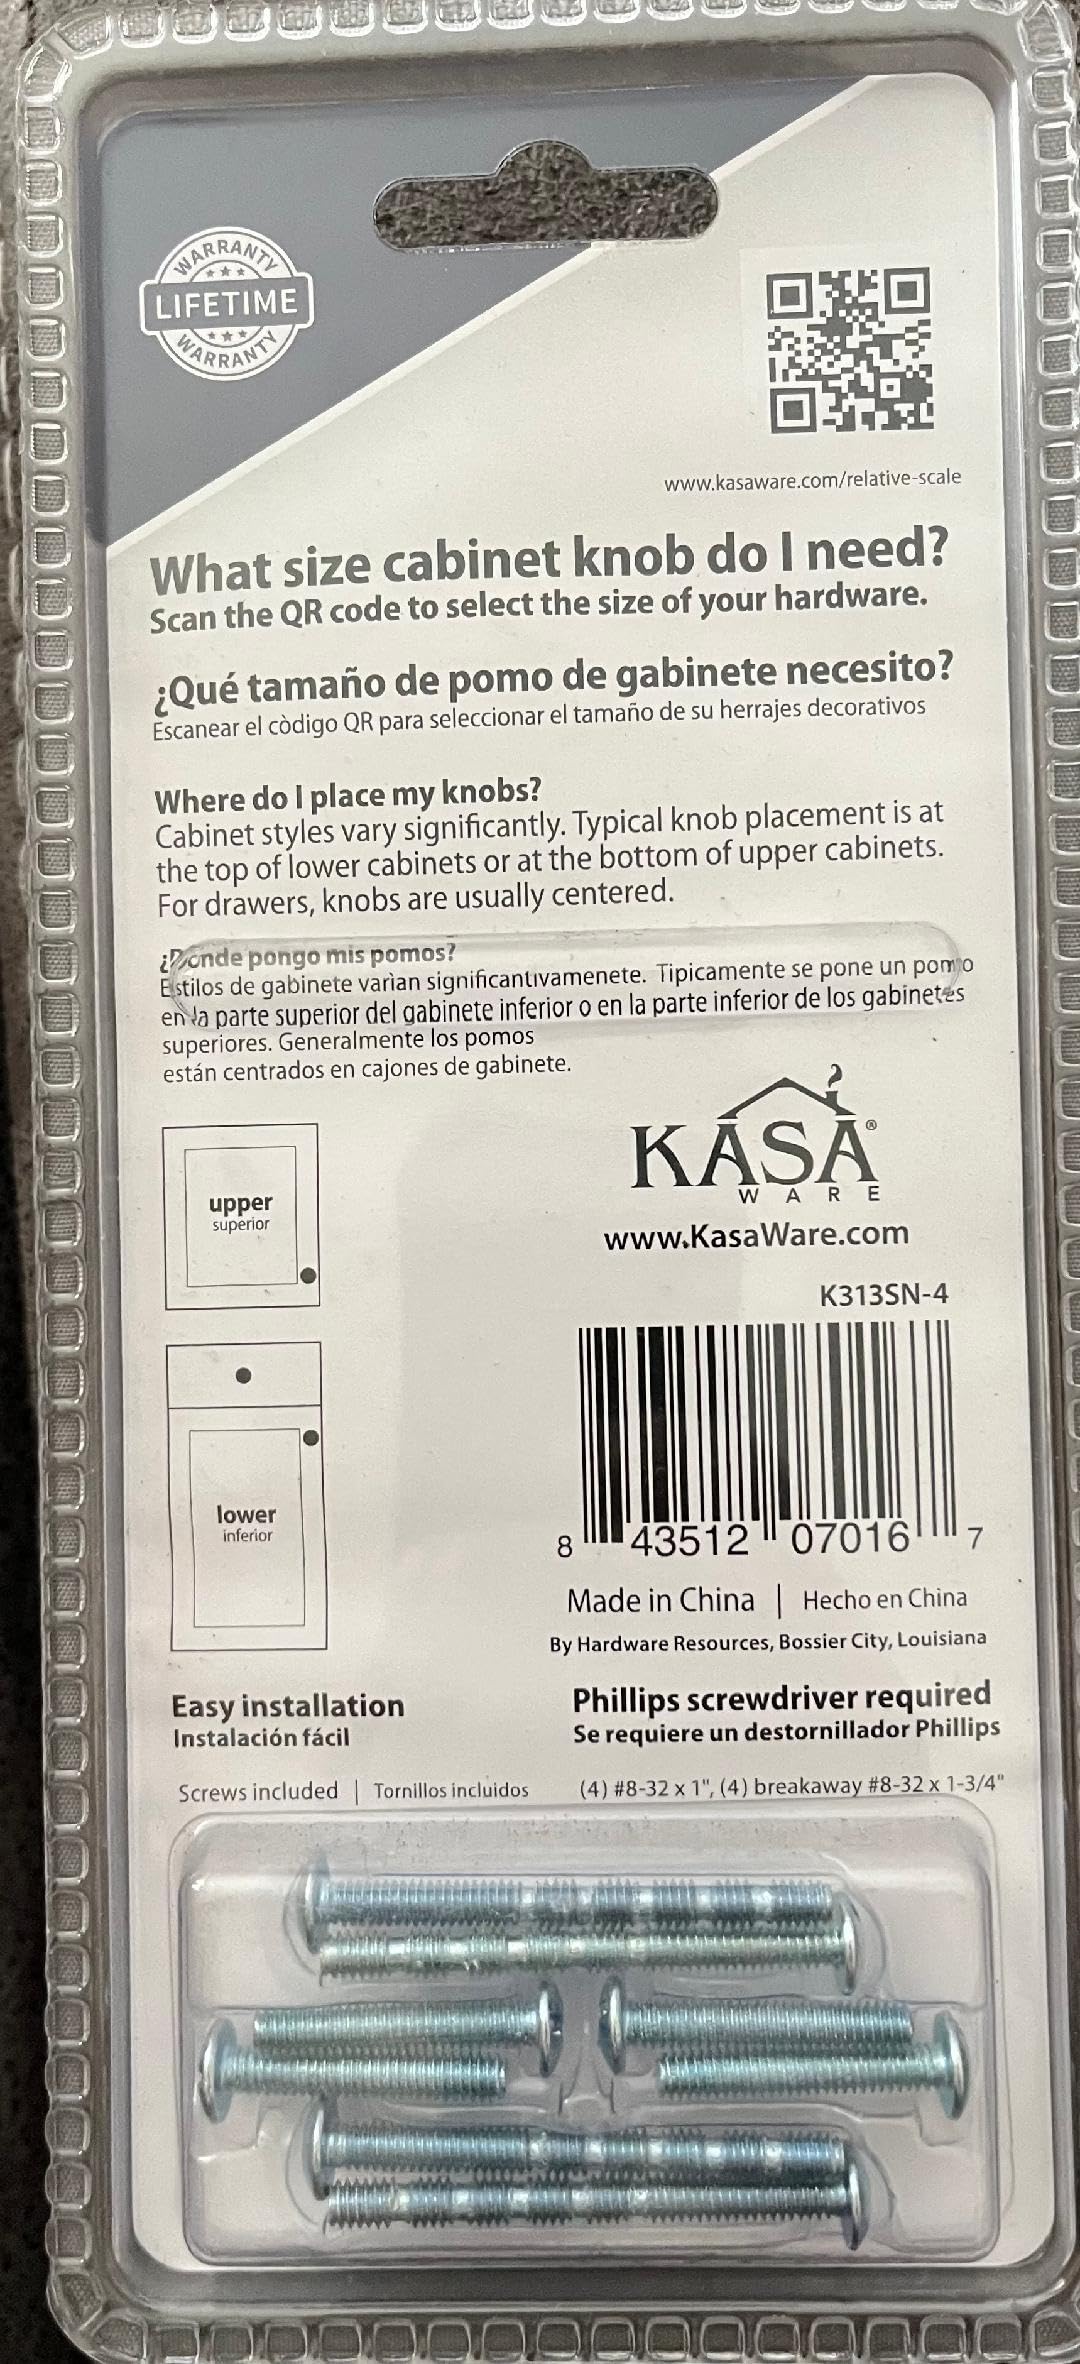 WARRANTY
LIFETIME
WARRANTY
www.kasaware.com/relative-scale
What size cabinet knob do I need?
Scan the QR code to select the size of your hardware.
¿Qué tamaño de pomo de gabinete necesito?
Escanear el còdigo QR para seleccionar el tamaño de su herrajes decorativos
Where do I place my knobs?
Cabinet styles vary significantly. Typical knob placement is at
the top of lower cabinets or at the bottom of upper cabinets.
For drawers, knobs are usually centered.
¿Dónde pongo mis pomos?
Estilos de gabinete varìan significantivamenete. Tipicamente se pone un pomo
en la parte superior del gabinete inferior o en la parte inferior de los gabinetes
superiores. Generalmente los pomos
están centrados en cajones de gabinete.
upper
superior
KASA®
WARE
www.KasaWare.com
K313SN-4
lower
inferior
8 43512 07016 7
Made in China | Hecho en China
By Hardware Resources, Bossier City, Louisiana
Easy installation
Instalación fácil
Phillips screwdriver required
Se requiere un destornillador Phillips
Screws included | Tornillos incluidos
(4) #8-32 x 1", (4) breakaway #8-32 x 1-3/4"